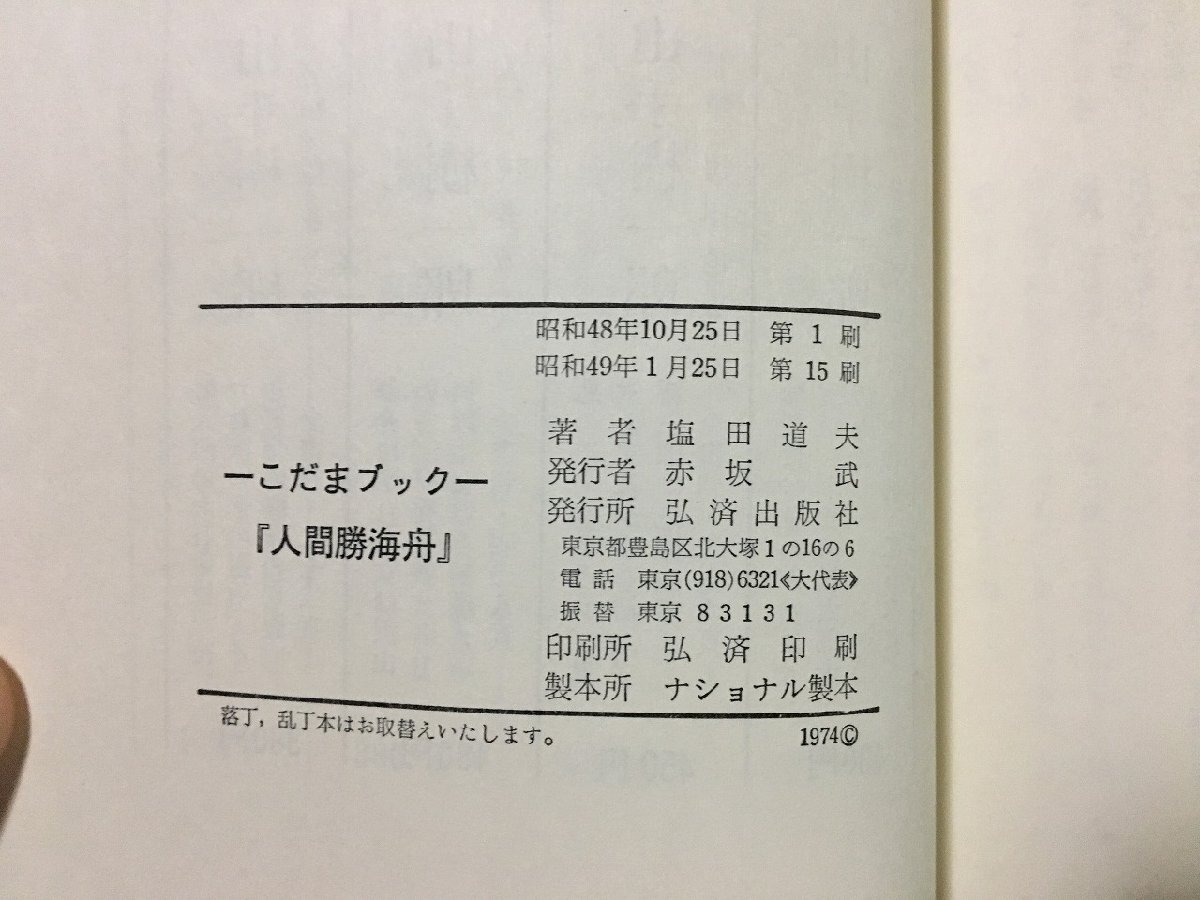 昭和48年10月25日 第1刷
昭和49年1月25日 第15刷
著者 塩田道夫
発行者 赤坂 武
発行所 弘済出版社
東京都豊島区北大塚1の16の6
電話 東京(918)6321《大代表》
振替 東京 83131
印刷所 弘済印刷
製本所 ナショナル製本
―こだまブック―
『人間勝海舟』
落丁,乱丁本はお取替えいたします。
1974©